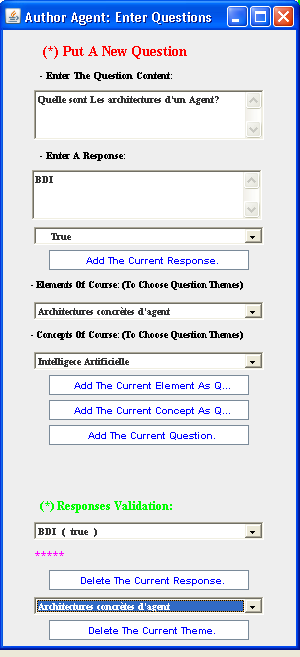 Author Agent: Enter Questions
(*) Put A New Question
- Enter The Question Content:
Quelle sont Les architectures d'un Agent?
- Enter A Response:
BDI
True
Add The Current Response.
- Elements Of Course: (To Choose Question Themes)
Architectures concrètes d'agent
- Concepts Of Course: (To Choose Question Themes)
Intelligece Artificielle
Add The Current Element As Q...
Add The Current Concept As Q...
Add The Current Question.
(*) Responses Validation:
BDI ( true )
*****
Delete The Current Response.
Architectures concrètes d'agent
Delete The Current Theme.